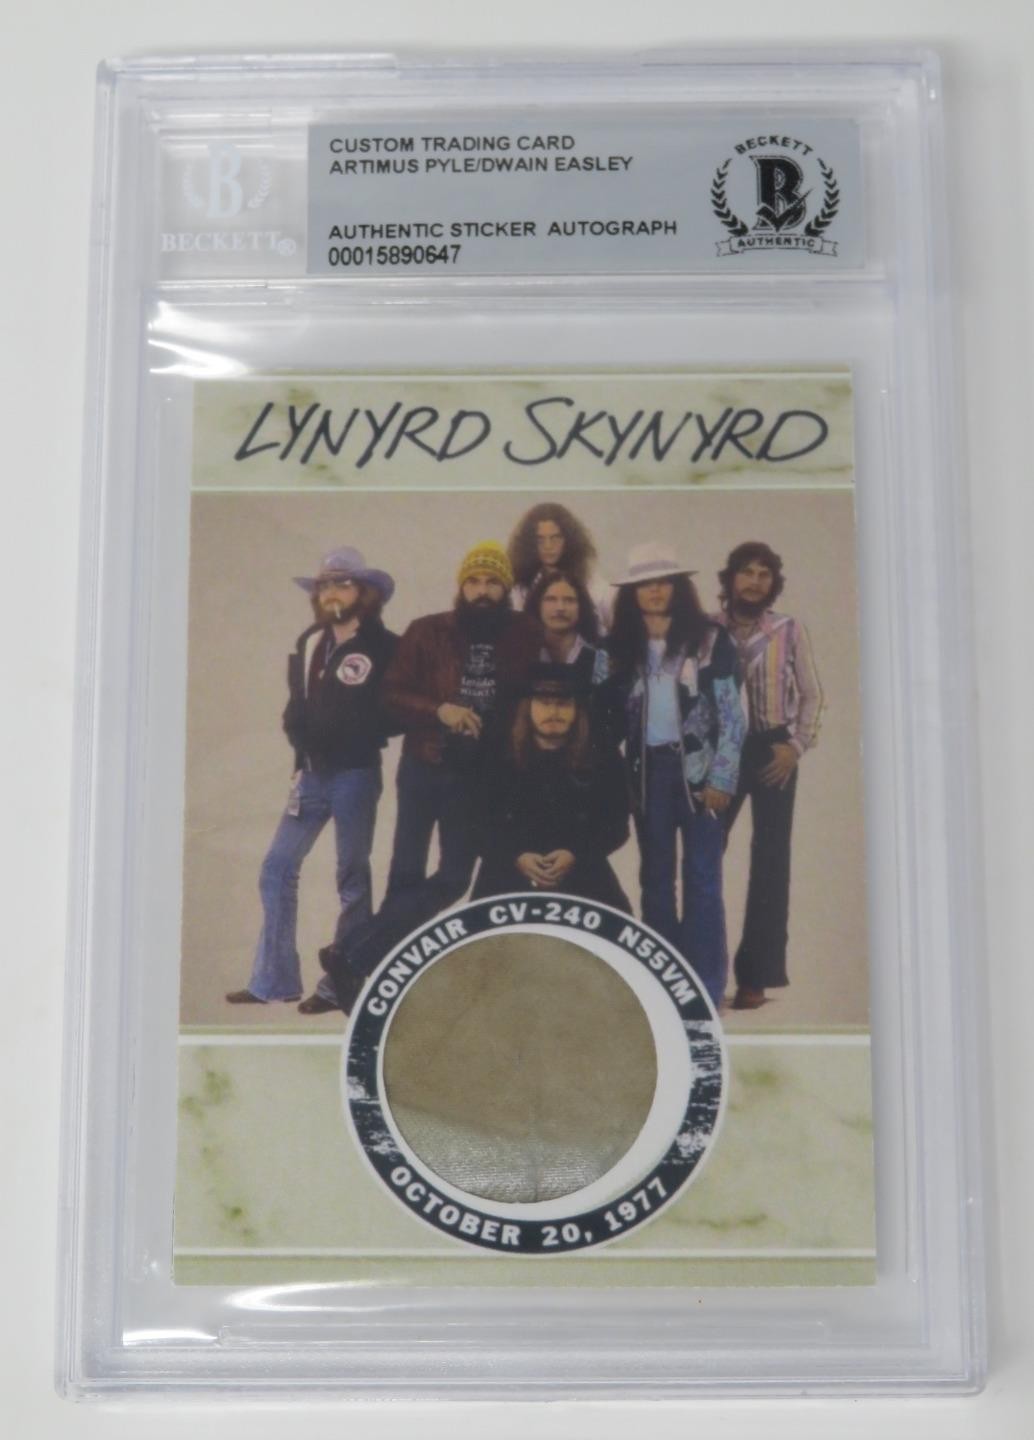 CUSTOM TRADING CARD
ARTIMUS PYLE/DWAIN EASLEY
AUTHENTIC STICKER AUTOGRAPH
00015890647
BECKETT
B
AUTHENTIC
B
BECKETT®
LYNYRD SKYNYRD
CONVAIR CV-240 N55VM
OCTOBER 20, 1977